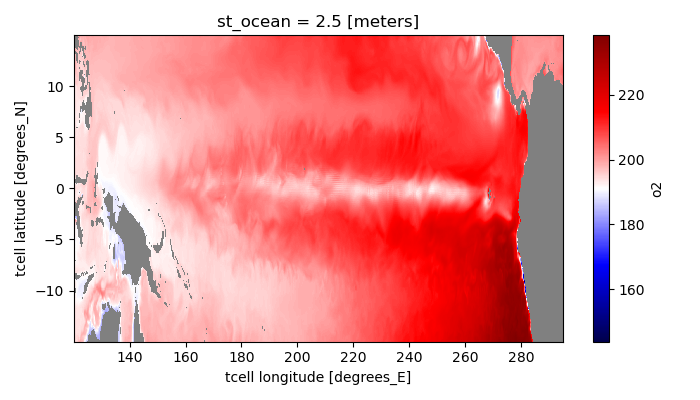 st_ocean = 2.5 [meters]
10
5
0
−5
−10
tcell latitude [degrees_N]
140 160 180 200 220 240 260 280
tcell longitude [degrees_E]
220
200
180
160
o2